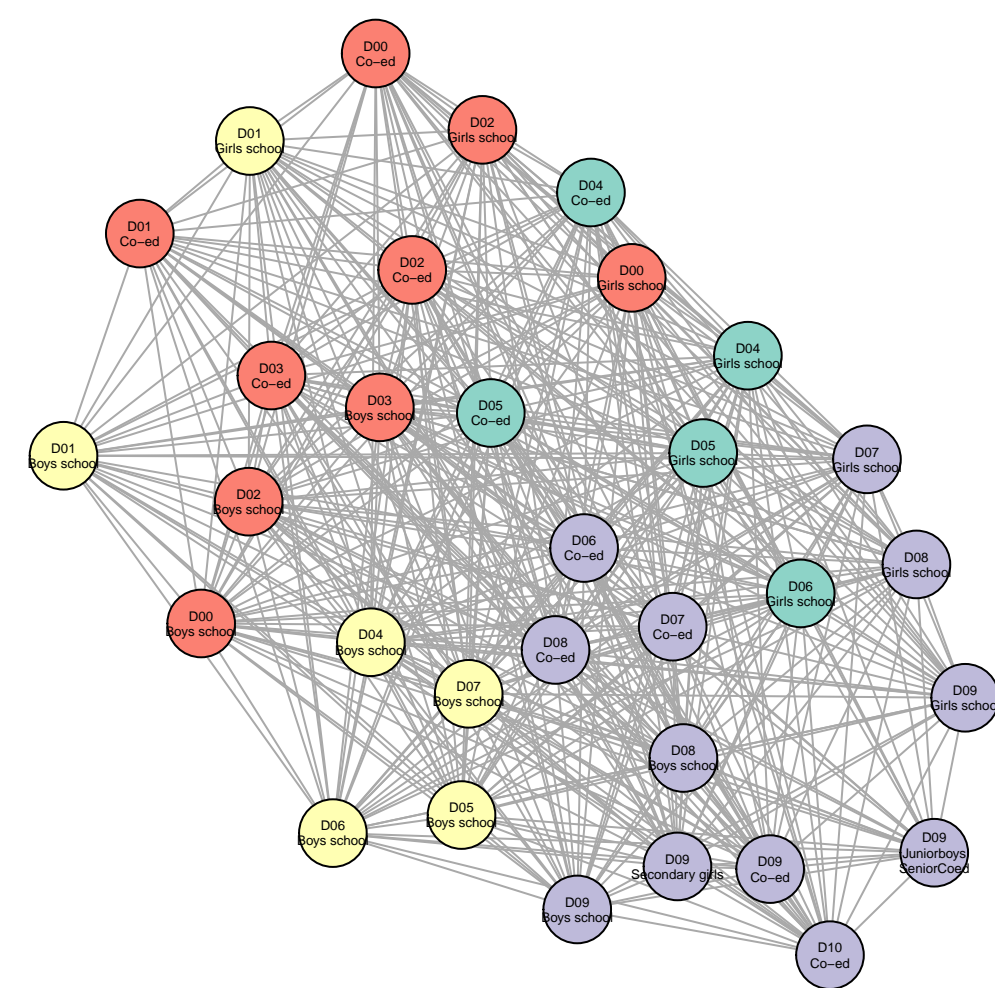 D00
Co−ed
D02
Girls school
D01
Girls school
D04
Co−ed
D01
Co−ed
D02
Co−ed
D00
Girls school
D04
Girls school
D03
Co−ed
D03
Boys school
D05
Co−ed
D05
Girls school
D01
Boys school
D07
Girls school
D02
Boys school
D06
Co−ed
D08
Girls school
D06
Girls school
D00
Boys school
D07
Co−ed
D04
Boys school
D08
Co−ed
D07
Boys school
D09
Girls school
D08
Boys school
D05
Boys school
D06
Boys school
D09
Juniorboys
SeniorCoed
D09
Secondary girls
D09
Co−ed
D09
Boys school
D10
Co−ed